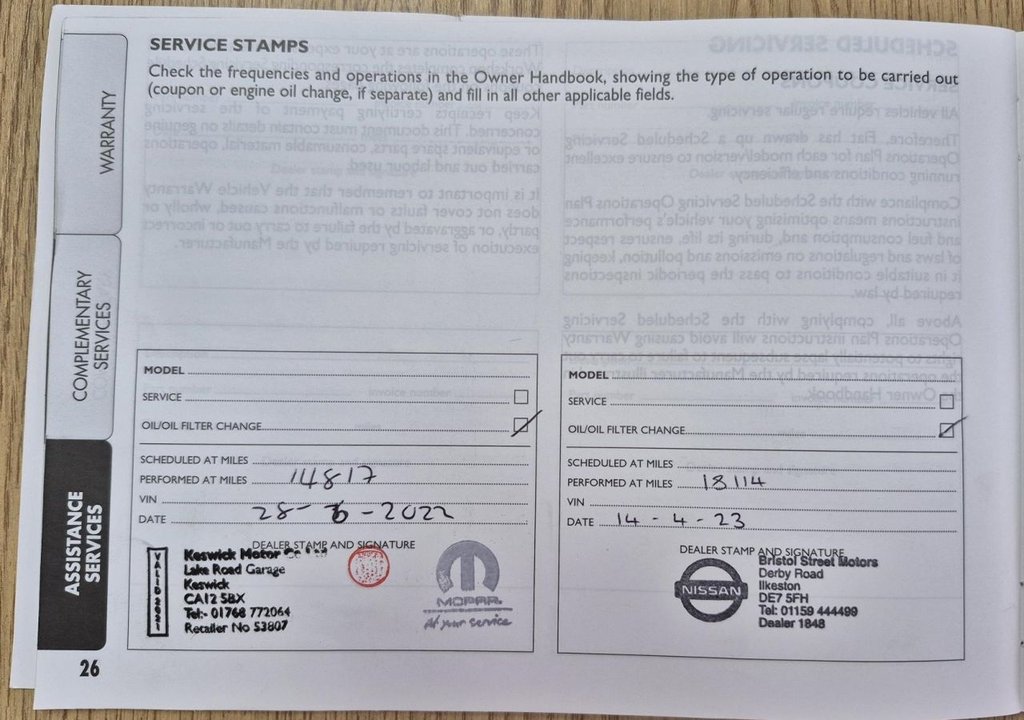 SERVICE STAMPS
Check the frequencies and operations in the Owner Handbook, showing the type of operation to be carried out
(coupon or engine oil change, if separate) and fill in all other applicable fields.
WARRANTY
COMPLEMENTARY
SERVICES
ASSISTANCE
SERVICES
MODEL
SERVICE
OIL/OIL FILTER CHANGE
SCHEDULED AT MILES
PERFORMED AT MILES 14817
VIN
DATE 28- -2022
DEALER STAMP AND SIGNATURE
VALID 2021
Keswick Motor
Lake Road Garage
Keswick
CA12 5BX
Tel:- 01768 772064
Retailer No 53807
MOPAR
At your service
MODEL
SERVICE
OIL/OIL FILTER CHANGE
SCHEDULED AT MILES
PERFORMED AT MILES 18114
VIN
DATE 14 - 4 - 23
DEALER STAMP AND SIGNATURE
NISSAN
Bristol Street Motors
Derby Road
Ilkeston
DE7 5FH
Tel: 01159 444499
Dealer 1848
26